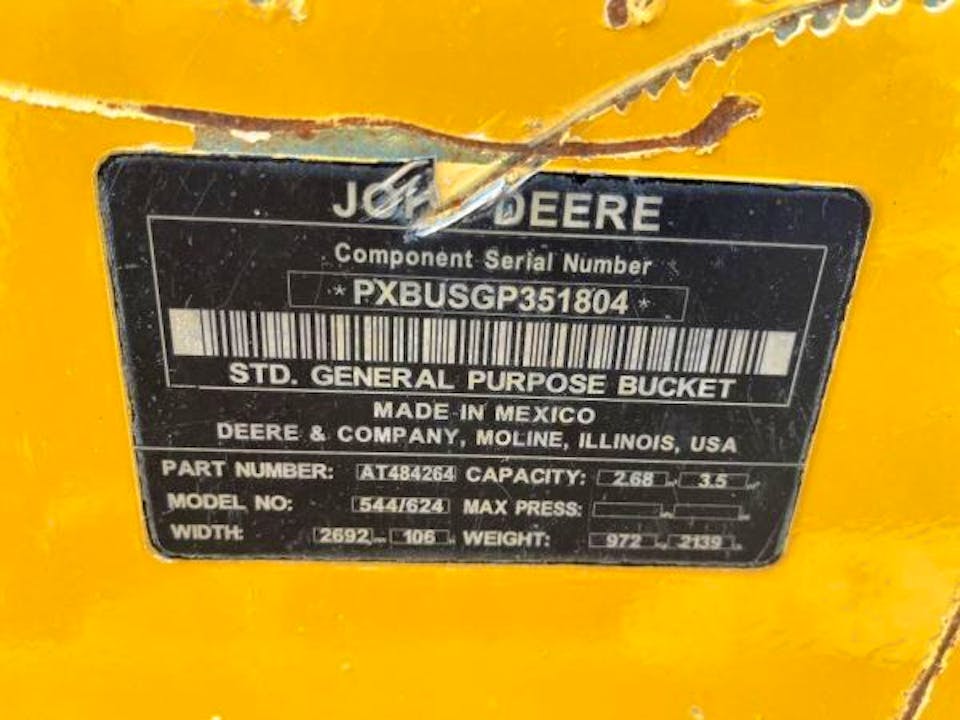 JOHN DEERE
Component Serial Number
*PXBUSGP351804*
STD. GENERAL PURPOSE BUCKET
MADE IN MEXICO
DEERE & COMPANY, MOLINE, ILLINOIS, USA
PART NUMBER: AT484264 CAPACITY: 2.68 3.5
MODEL NO: 544/624 MAX PRESS:
WIDTH: 2692 106 WEIGHT: 972 2139